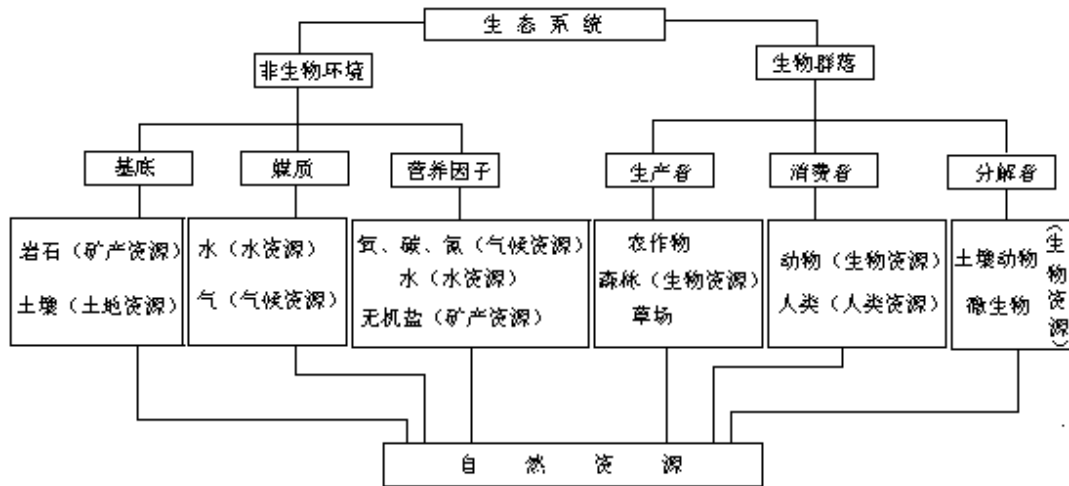 生态系统
非生物环境
生物群落
基底
媒质
营养因子
生产者
消费者
分解者
岩石（矿产资源）
土壤（土地资源）
水（水资源）
气（气候资源）
氧、碳、氮（气候资源）
水（水资源）
无机盐（矿产资源）
农作物
森林（生物资源）
草场
动物（生物资源）
人类（人类资源）
土壤动物
微生物
（生物资源）
自然资源